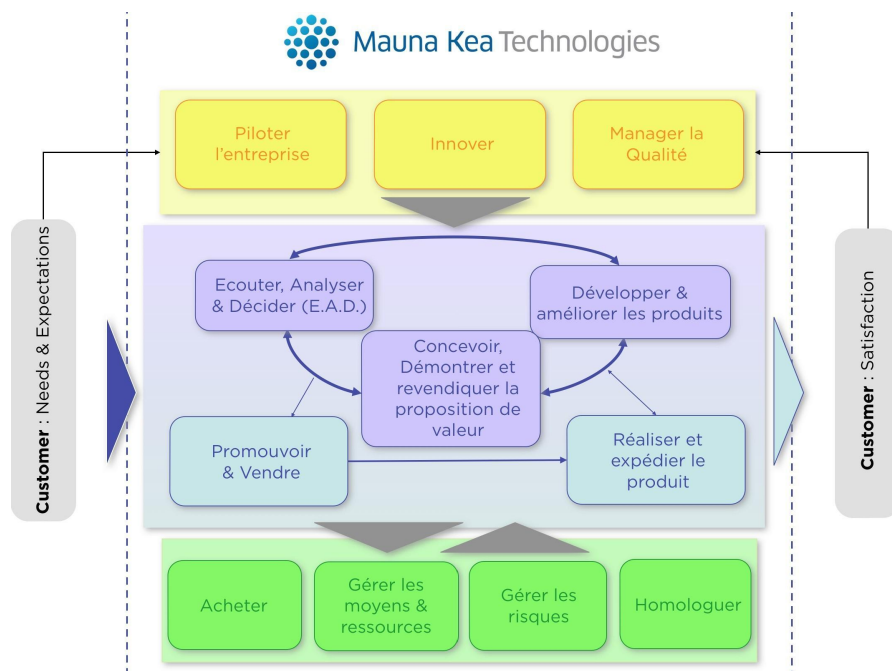 Mauna Kea Technologies
Piloter
l'entreprise
Innover
Manager la
Qualité
Customer : Needs & Expectations
Ecouter, Analyser
& Décider (E.A.D.)
Développer &
améliorer les produits
Concevoir,
Démontrer et
revendiquer la
proposition de
valeur
Promouvoir
& Vendre
Réaliser et
expédier le
produit
Customer : Satisfaction
Acheter
Gérer les
moyens &
ressources
Gérer les
risques
Homologuer